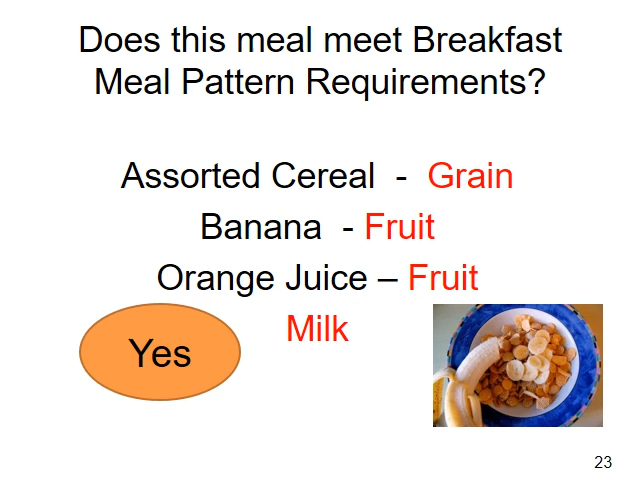 Does this meal meet Breakfast
Meal Pattern Requirements?
Assorted Cereal - Grain
Banana - Fruit
Orange Juice – Fruit
Milk
Yes
23